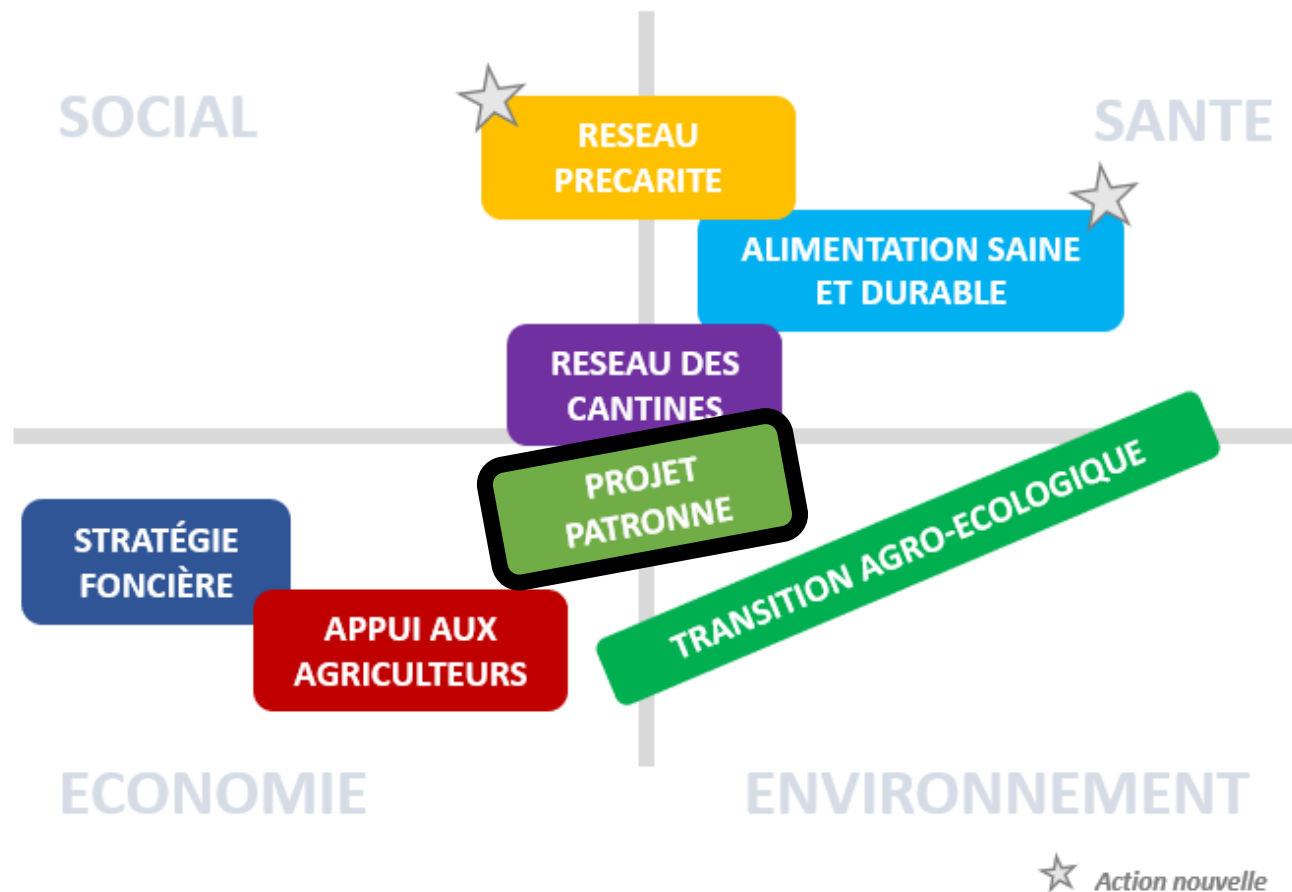 SOCIAL
SANTE
RESEAU
PRECARITE
ALIMENTATION SAINE
ET DURABLE
RESEAU DES
CANTINES
PROJET
PATRONNE
TRANSITION AGRO-ECOLOGIQUE
STRATÉGIE
FONCIÈRE
APPUI AUX
AGRICULTEURS
ECONOMIE
ENVIRONNEMENT
Action nouvelle